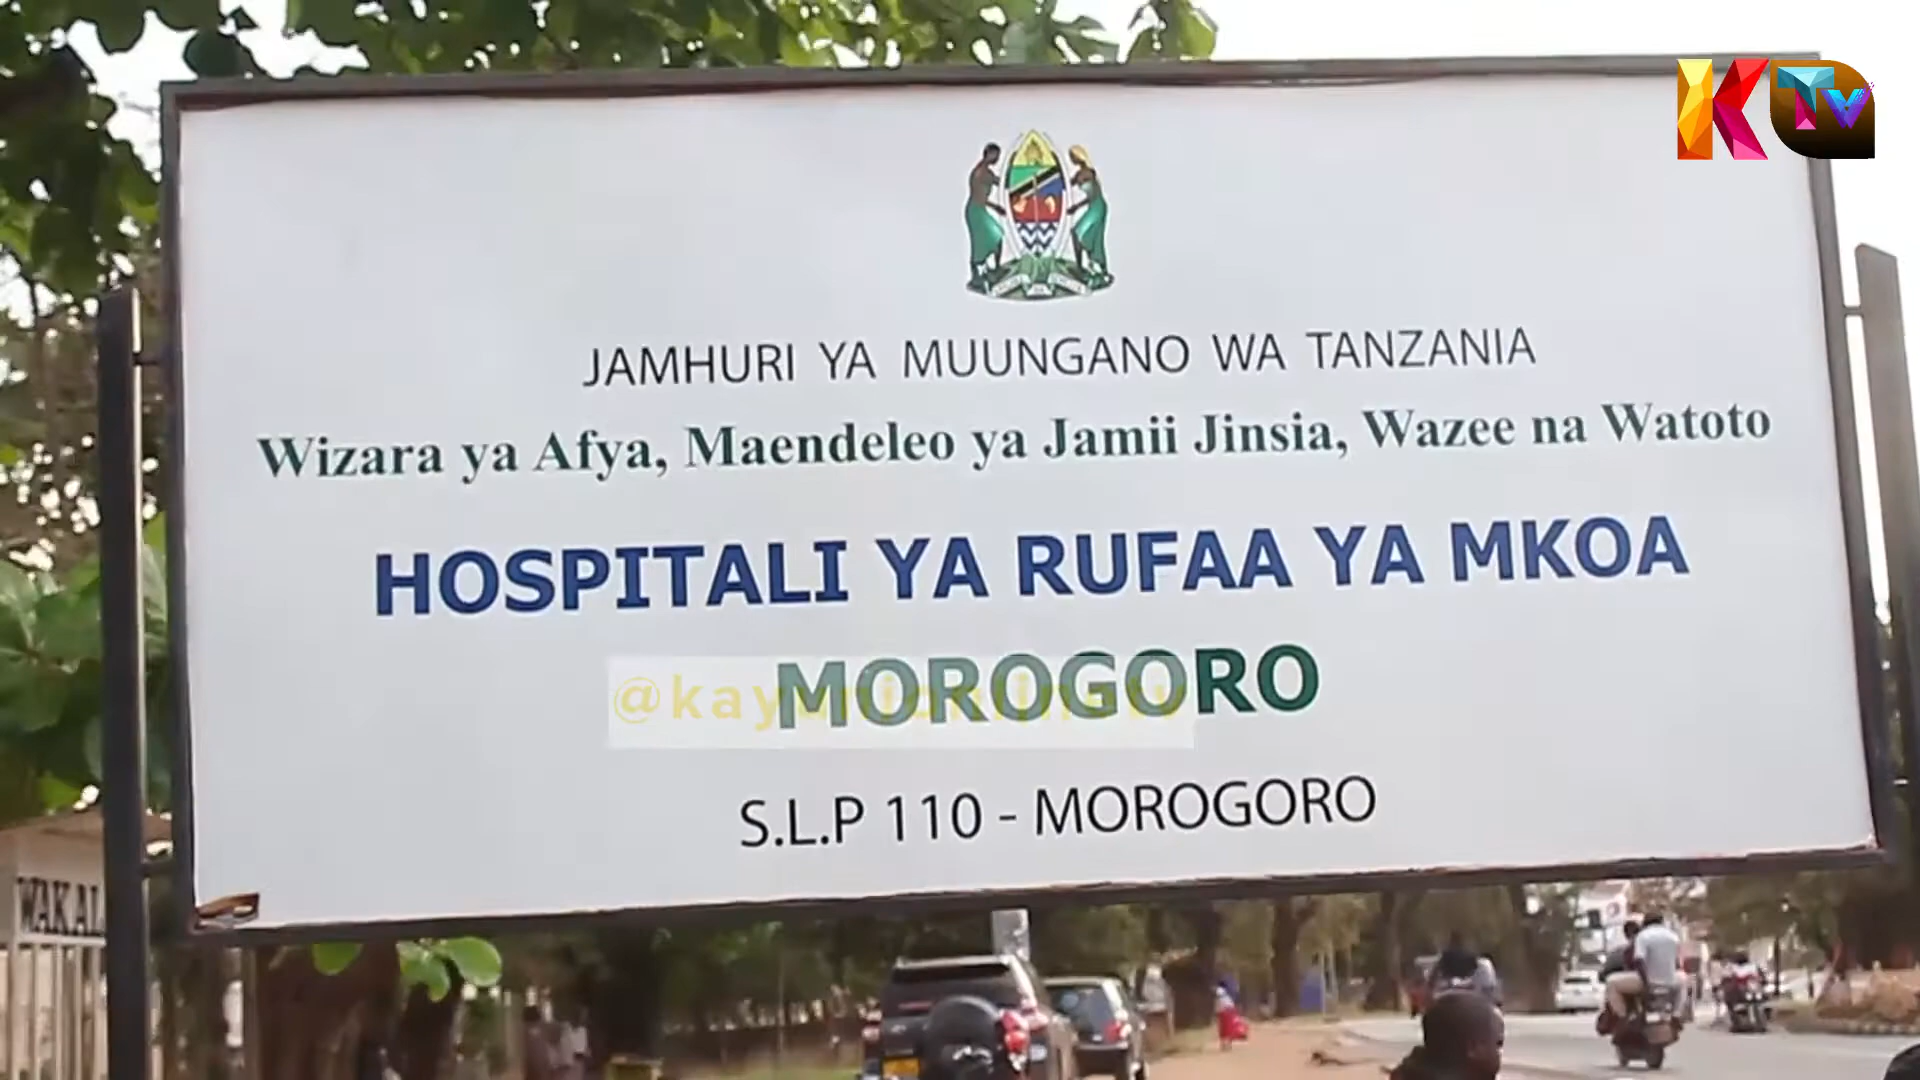 KTv
JAMHURI YA MUUNGANO WA TANZANIA
Wizara ya Afya, Maendeleo ya Jamii Jinsia, Wazee na Watoto
HOSPITALI YA RUFAA YA MKOA
MOROGORO
S.L.P 110 - MOROGORO
WAKAL